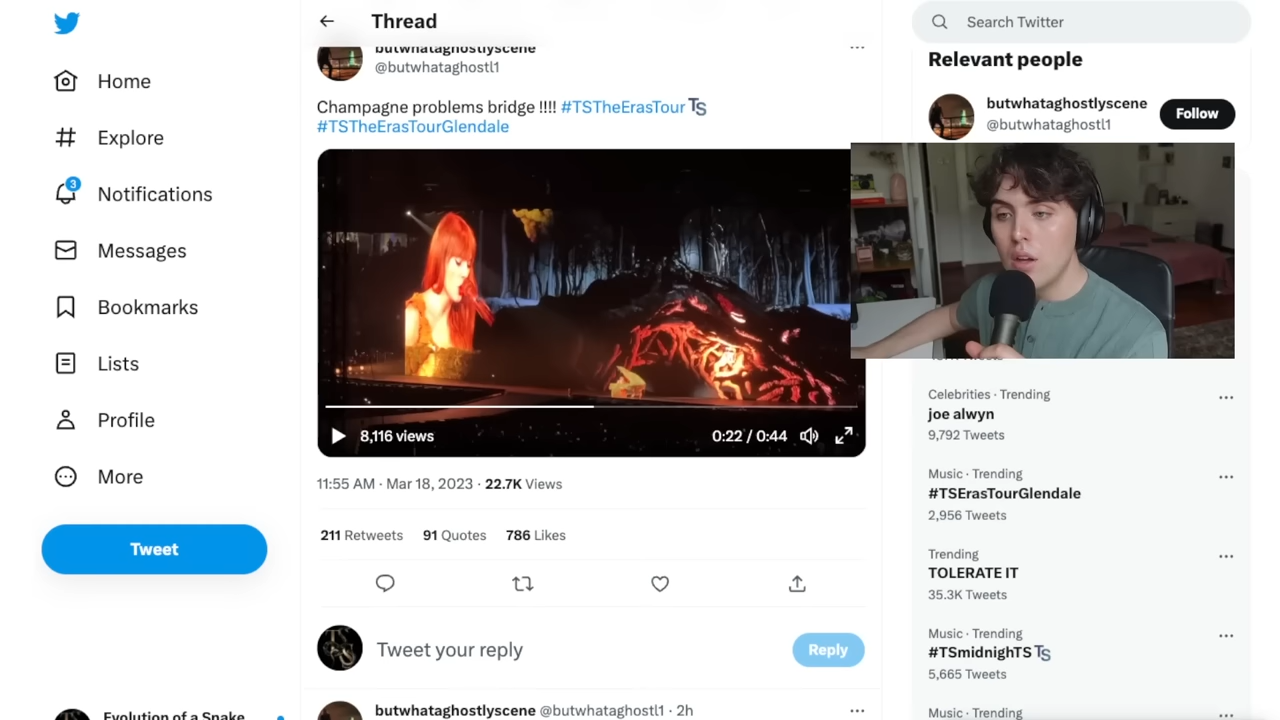 Home
Explore
3
Notifications
Messages
Bookmarks
Lists
Profile
More
Tweet
Evolution of a Snake
Thread
butwhataghostlyscene
@butwhataghostl1
Champagne problems bridge !!!! #TSTheErasTour TS
#TSTheErasTourGlendale
8,116 views
0:22 / 0:44
11:55 AM · Mar 18, 2023 · 22.7K Views
211 Retweets 91 Quotes 786 Likes
Tweet your reply
Reply
butwhataghostlyscene @butwhataghostl1 · 2h
Search Twitter
Relevant people
butwhataghostlyscene
@butwhataghostl1
Follow
Celebrities · Trending
joe alwyn
9,792 Tweets
Music · Trending
#TSErasTourGlendale
2,956 Tweets
Trending
TOLERATE IT
35.3K Tweets
Music · Trending
#TSmidnighTS TS
5,665 Tweets
Music · Trending